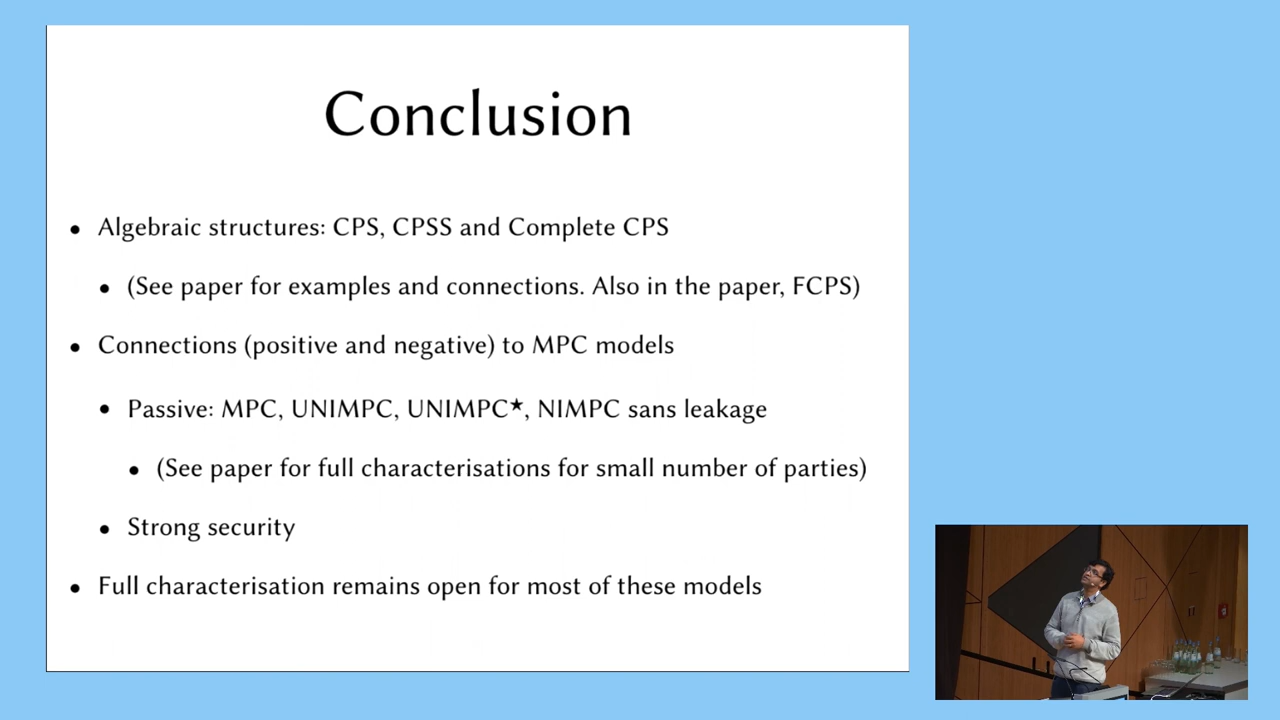 Conclusion
• Algebraic structures: CPS, CPSS and Complete CPS
• (See paper for examples and connections. Also in the paper, FCPS)
• Connections (positive and negative) to MPC models
• Passive: MPC, UNIMPC, UNIMPC★, NIMPC sans leakage
• (See paper for full characterisations for small number of parties)
• Strong security
• Full characterisation remains open for most of these models